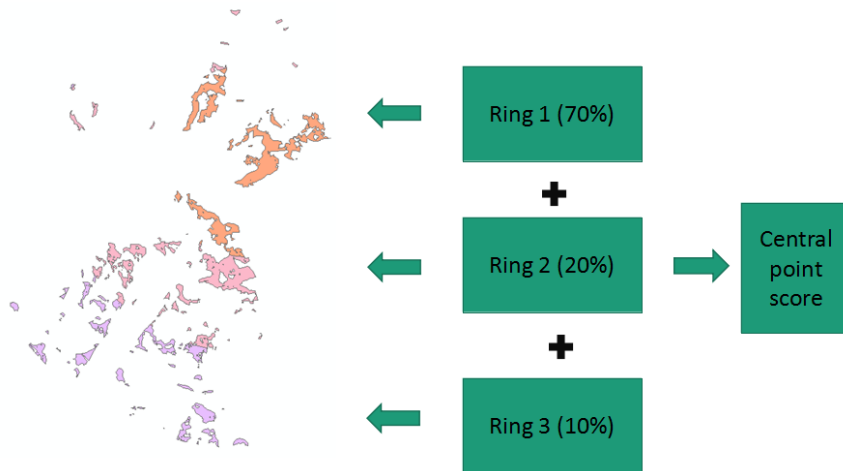 Ring 1 (70%)
Ring 2 (20%)
Central
point
score
Ring 3 (10%)